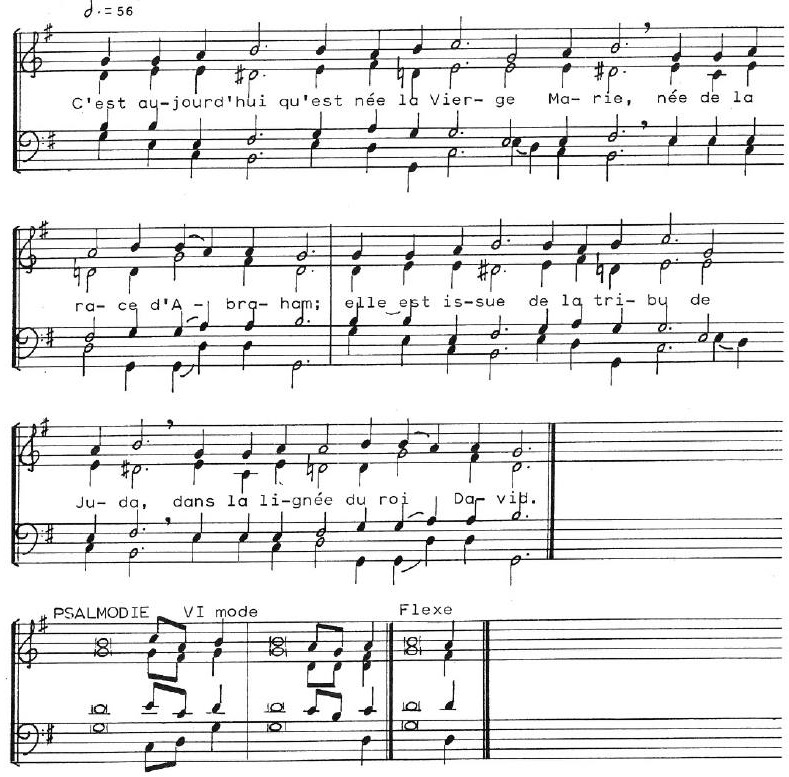 𝅗𝅥. = 56
C'est au-jourd'hui qu'est née la Vier- ge Ma- rie, née de la
ra- ce d'A - bra- ham; elle est is-sue de la tri- bu de
Ju- da, dans la li-gnée du roi Da- vid.
PSALMODIE VI mode Flexe